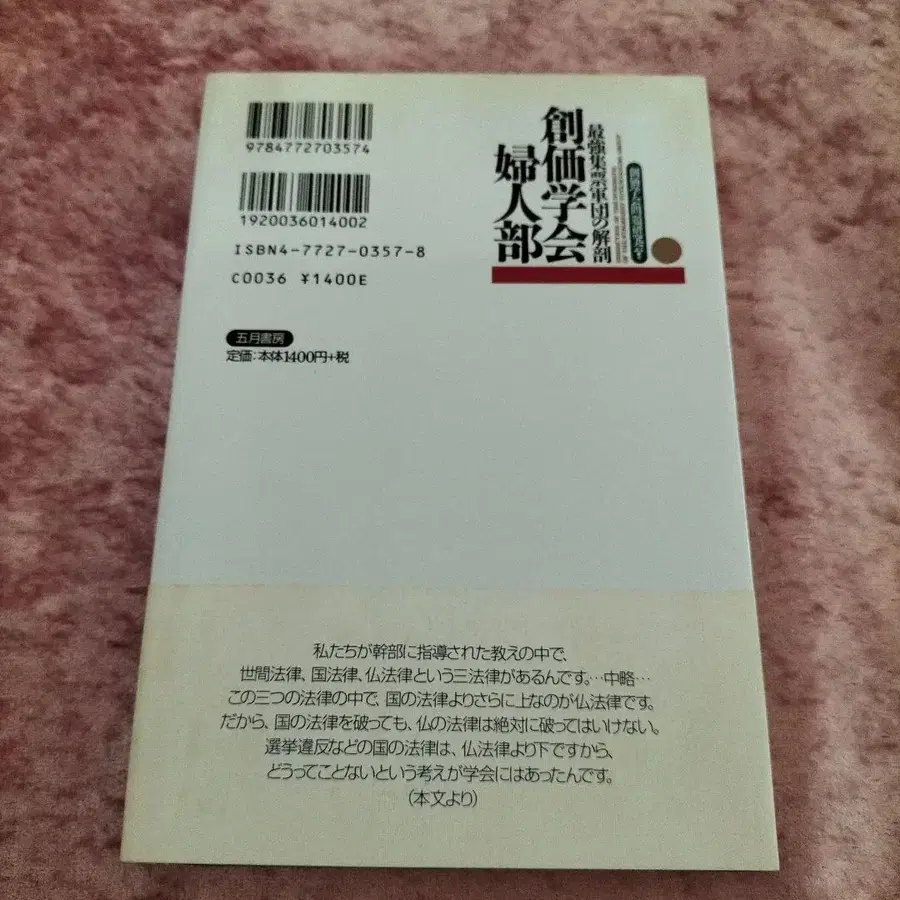 9784772703574
1920036014002
ISBN4-7727-0357-8
C0036 ¥1400E
五月書房
定価:本体1400円+税
創価学会問題研究会
最強集票軍団の解剖
創価学会
婦人部
私たちが幹部に指導された教えの中で、
世間法律、国法律、仏法律という三法律があるんです。…中略…
この三つの法律の中で、国の法律よりさらに上なのが仏法律です。
だから、国の法律を破っても、仏の法律は絶対に破ってはいけない。
選挙違反などの国の法律は、仏法律より下ですから、
どうってことないという考えが学会にはあったんです。
(本文より)